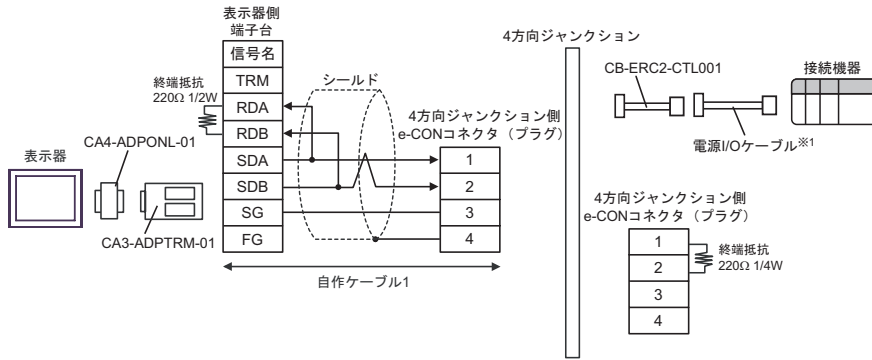 表示器側
端子台
信号名
TRM
RDA
RDB
SDA
SDB
SG
FG
終端抵抗
220Ω 1/2W
シールド
表示器
CA4-ADPONL-01
CA3-ADPTRM-01
4方向ジャンクション側
e-CONコネクタ（プラグ）
1
2
3
4
自作ケーブル1
4方向ジャンクション
CB-ERC2-CTL001
接続機器
電源I/Oケーブル※1
4方向ジャンクション側
e-CONコネクタ（プラグ）
1
2
3
4
終端抵抗
220Ω 1/4W